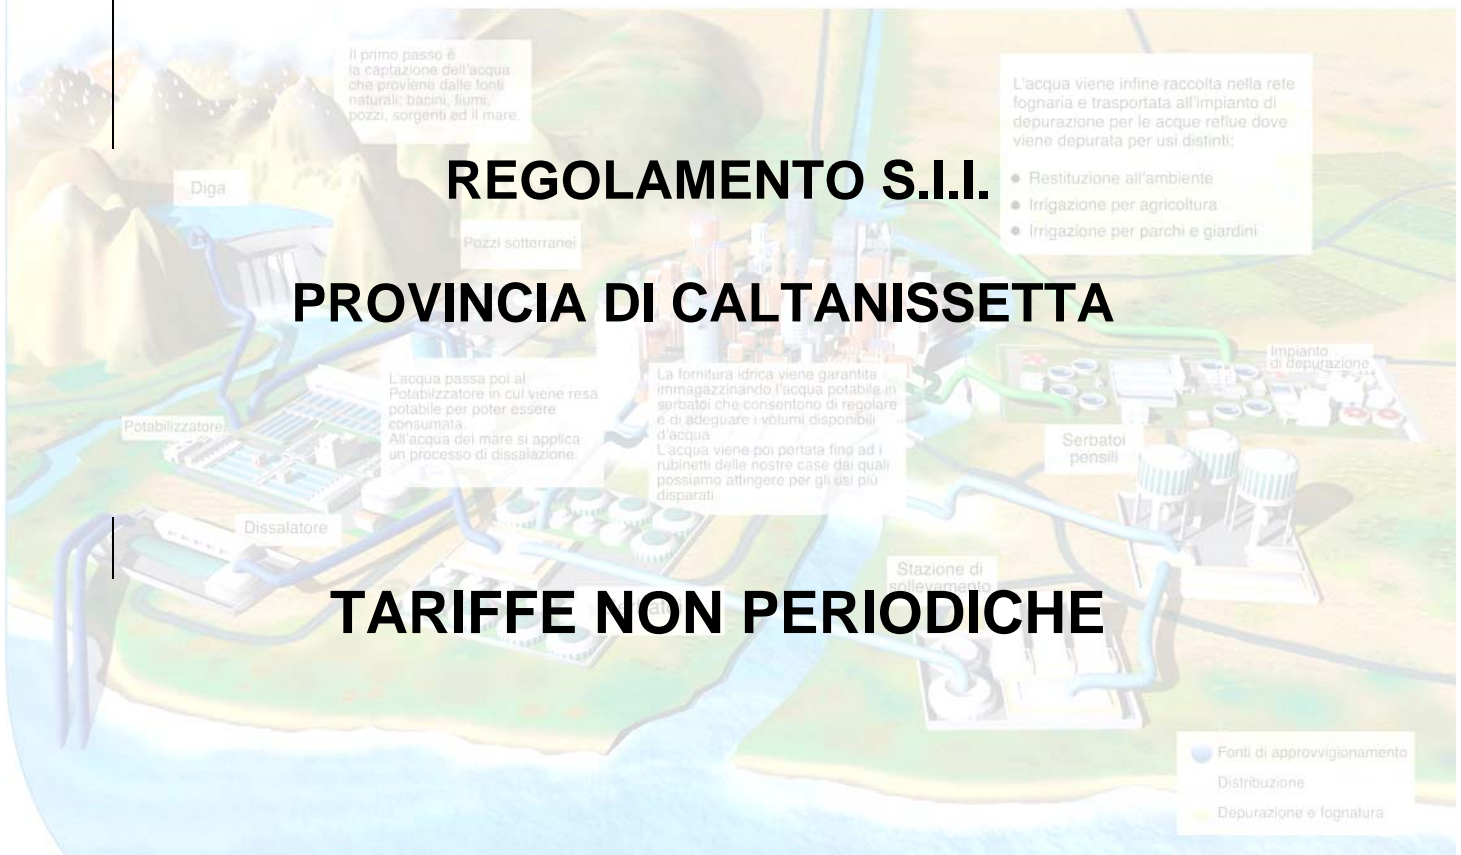 Il primo passo è
la captazione dell'acqua
che proviene dalle fonti
naturali; bacini, fiumi,
pozzi, sorgenti ed il mare.
L'acqua viene infine raccolta nella rete
fognaria e trasportata all'impianto di
depurazione per le acque reflue dove
viene depurata per usi distinti;
● Restituzione all'ambiente
● Irrigazione per agricoltura
● Irrigazione per parchi e giardini
REGOLAMENTO S.I.I.
Diga
Pozzi sotterranei
PROVINCIA DI CALTANISSETTA
Impianto
di depurazione
L'acqua passa poi al
Potabilzzatore in cui viene resa
potabile per poter essere
consumata.
All'acqua del mare si applica
un processo di dissalazione.
La fornitura idrica viene garantita
immagazzinando l'acqua potabile in
serbatoi che consentono di regolare
e di adeguare i volumi disponibili
d'acqua
L'acqua viene poi portata fino ad i
rubinetti delle nostre case dai quali
possiamo attingere per gli usi più
disparati.
Potabilizzatore
Serbatoi
pensili
Dissalatore
Stazione di
sollevamento
TARIFFE NON PERIODICHE
Fonti di approvvigionamento
Distribuzione
Depurazione e fognatura